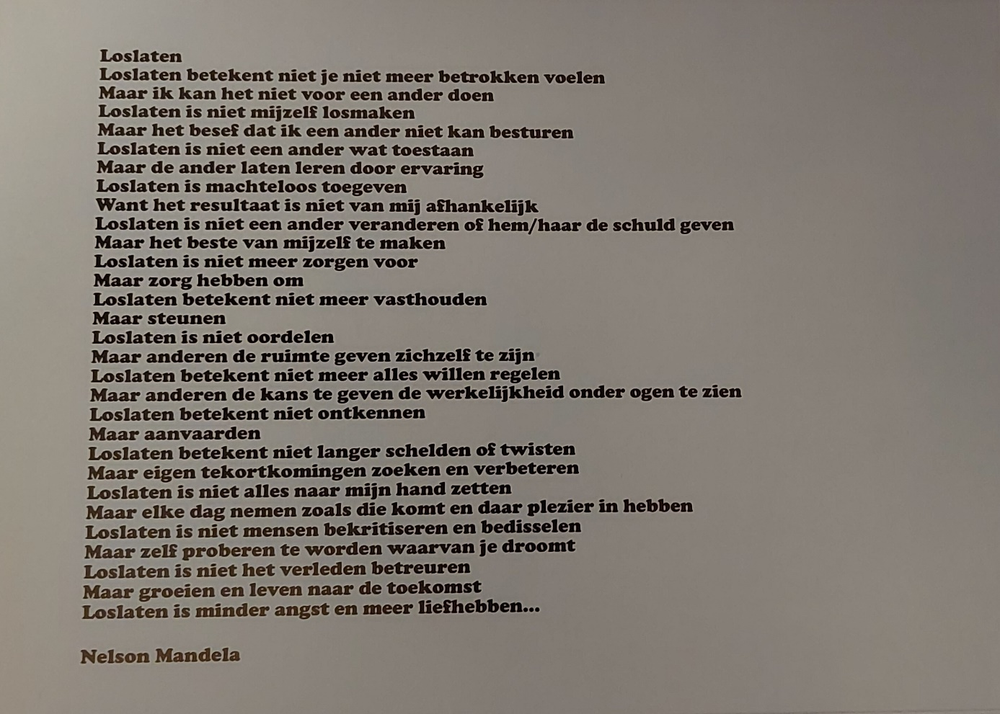 Loslaten
Loslaten betekent niet je niet meer betrokken voelen
Maar ik kan het niet voor een ander doen
Loslaten is niet mijzelf losmaken
Maar het besef dat ik een ander niet kan besturen
Loslaten is niet een ander wat toestaan
Maar de ander laten leren door ervaring
Loslaten is machteloos toegeven
Want het resultaat is niet van mij afhankelijk
Loslaten is niet een ander veranderen of hem/haar de schuld geven
Maar het beste van mijzelf te maken
Loslaten is niet meer zorgen voor
Maar zorg hebben om
Loslaten betekent niet meer vasthouden
Maar steunen
Loslaten is niet oordelen
Maar anderen de ruimte geven zichzelf te zijn
Loslaten betekent niet meer alles willen regelen
Maar anderen de kans te geven de werkelijkheid onder ogen te zien
Loslaten betekent niet ontkennen
Maar aanvaarden
Loslaten betekent niet langer schelden of twisten
Maar eigen tekortkomingen zoeken en verbeteren
Loslaten is niet alles naar mijn hand zetten
Maar elke dag nemen zoals die komt en daar plezier in hebben
Loslaten is niet mensen bekritiseren en bedisselen
Maar zelf proberen te worden waarvan je droomt
Loslaten is niet het verleden betreuren
Maar groeien en leven naar de toekomst
Loslaten is minder angst en meer liefhebben...
Nelson Mandela